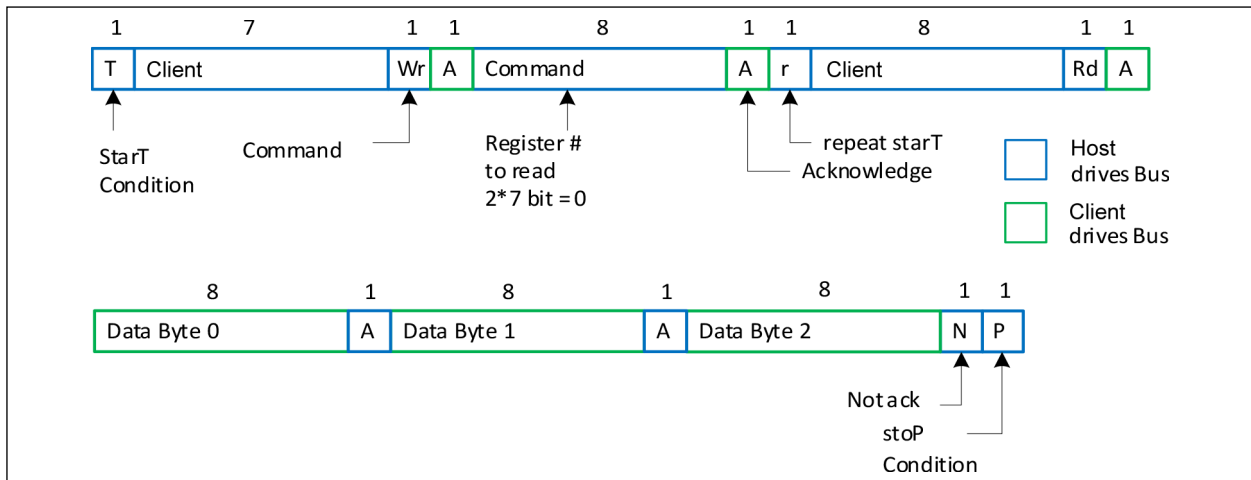 1 7 1 1 8 1 1 8 1 1
T Client Wr A Command A r Client Rd A
StarT
Condition
Command
Register #
to read
2*7 bit = 0
repeat starT
Acknowledge
Host
drives Bus
Client
drives Bus
8 1 8 1 8 1 1
Data Byte 0 A Data Byte 1 A Data Byte 2 N P
Not ack
stoP
Condition